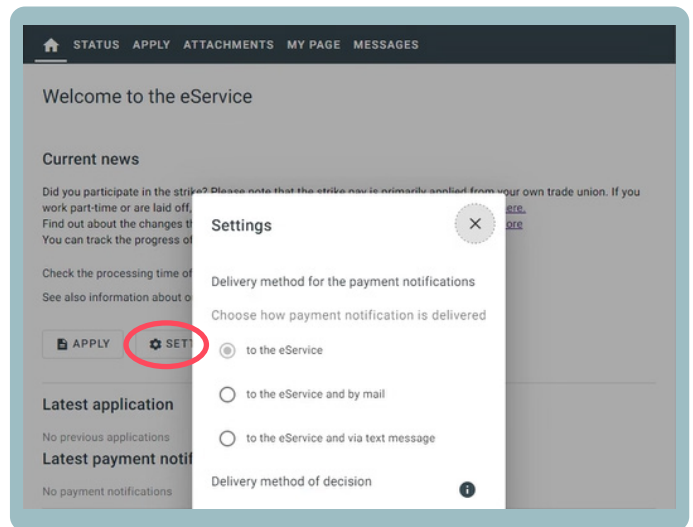 STATUS APPLY ATTACHMENTS MY PAGE MESSAGES
Welcome to the eService
Current news
Did you participate in the strike? Please note that the strike pay is primarily applied from your own trade union. If you
work part-time or are laid off, ere.
Find out about the changes th ore
You can track the progress of
Check the processing time of
See also information about o
APPLY SETT
Latest application
No previous applications
Latest payment notif
No payment notifications
Settings
Delivery method for the payment notifications
Choose how payment notification is delivered
to the eService
to the eService and by mail
to the eService and via text message
Delivery method of decision